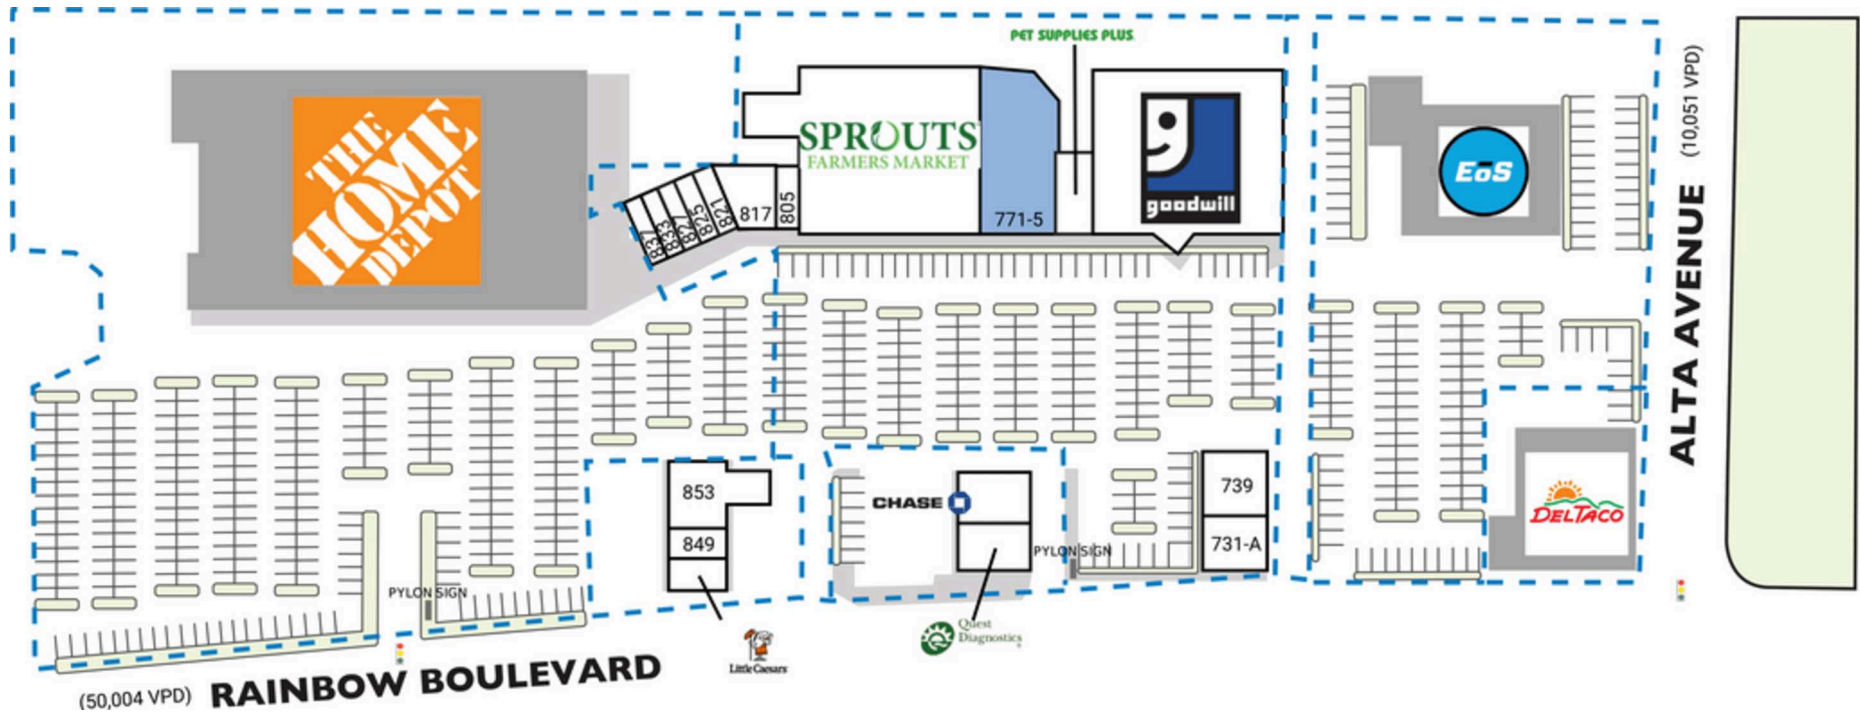 PET SUPPLIES PLUS
THE
HOME
DEPOT
SPROUTS
FARMERS MARKET
goodwill
EōS
771-5
837
833
827
825
821
817
805
ALTA AVENUE (10,051 VPD)
853
849
CHASE
PYLON SIGN
739
731-A
DEL TACO
PYLON SIGN
Little Caesars
Quest
Diagnostics
(50,004 VPD) RAINBOW BOULEVARD